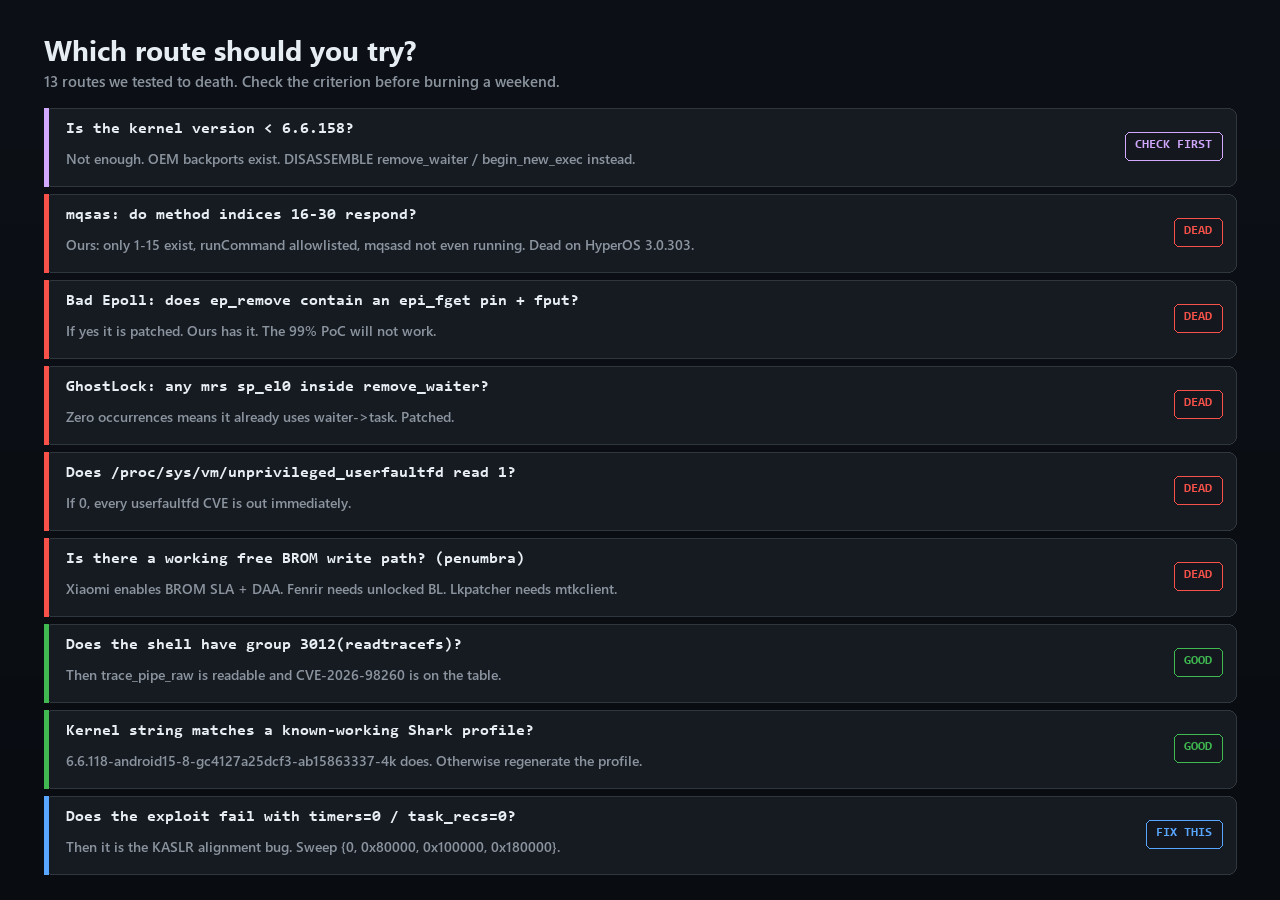 Which route should you try?
13 routes we tested to death. Check the criterion before burning a weekend.
Is the kernel version < 6.6.158?
Not enough. OEM backports exist. DISASSEMBLE remove_waiter / begin_new_exec instead.
CHECK FIRST
mqsas: do method indices 16-30 respond?
Ours: only 1-15 exist, runCommand allowlisted, mqsasd not even running. Dead on HyperOS 3.0.303.
DEAD
Bad Epoll: does ep_remove contain an epi_fget pin + fput?
If yes it is patched. Ours has it. The 99% PoC will not work.
DEAD
GhostLock: any mrs sp_el0 inside remove_waiter?
Zero occurrences means it already uses waiter->task. Patched.
DEAD
Does /proc/sys/vm/unprivileged_userfaultfd read 1?
If 0, every userfaultfd CVE is out immediately.
DEAD
Is there a working free BROM write path? (penumbra)
Xiaomi enables BROM SLA + DAA. Fenrir needs unlocked BL. Lkpatcher needs mtkclient.
DEAD
Does the shell have group 3012(readtracefs)?
Then trace_pipe_raw is readable and CVE-2026-98260 is on the table.
GOOD
Kernel string matches a known-working Shark profile?
6.6.118-android15-8-gc4127a25dcf3-ab15863337-4k does. Otherwise regenerate the profile.
GOOD
Does the exploit fail with timers=0 / task_recs=0?
Then it is the KASLR alignment bug. Sweep {0, 0x80000, 0x100000, 0x180000}.
FIX THIS